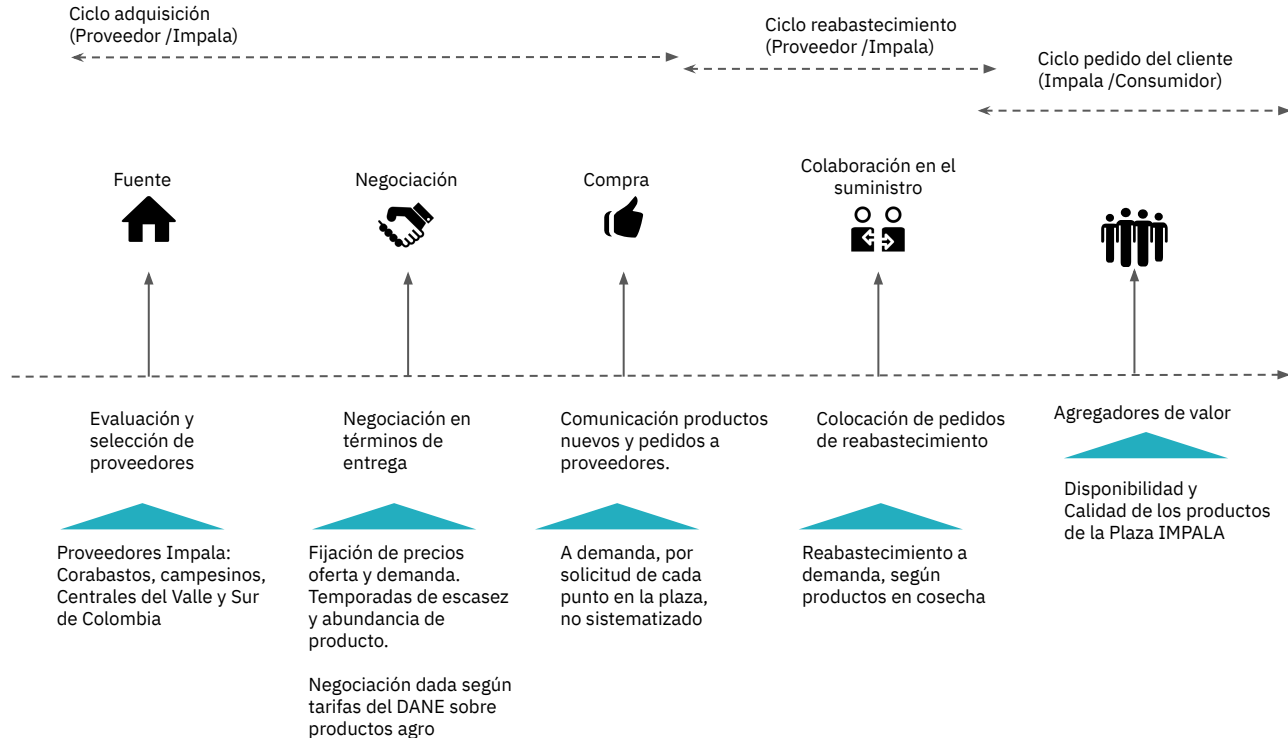 Ciclo adquisición
(Proveedor /Impala)
Ciclo reabastecimiento
(Proveedor /Impala)
Ciclo pedido del cliente
(Impala /Consumidor)
Fuente
Negociación
Compra
Colaboración en el
suministro
Evaluación y
selección de
proveedores
Negociación en
términos de
entrega
Comunicación productos
nuevos y pedidos a
proveedores.
Colocación de pedidos
de reabastecimiento
Agregadores de valor
Proveedores Impala:
Corabastos, campesinos,
Centrales del Valle y Sur
de Colombia
Fijación de precios
oferta y demanda.
Temporadas de escasez
y abundancia de
producto.
Negociación dada según
tarifas del DANE sobre
productos agro
A demanda, por
solicitud de cada
punto en la plaza,
no sistematizado
Reabastecimiento a
demanda, según
productos en cosecha
Disponibilidad y
Calidad de los productos
de la Plaza IMPALA